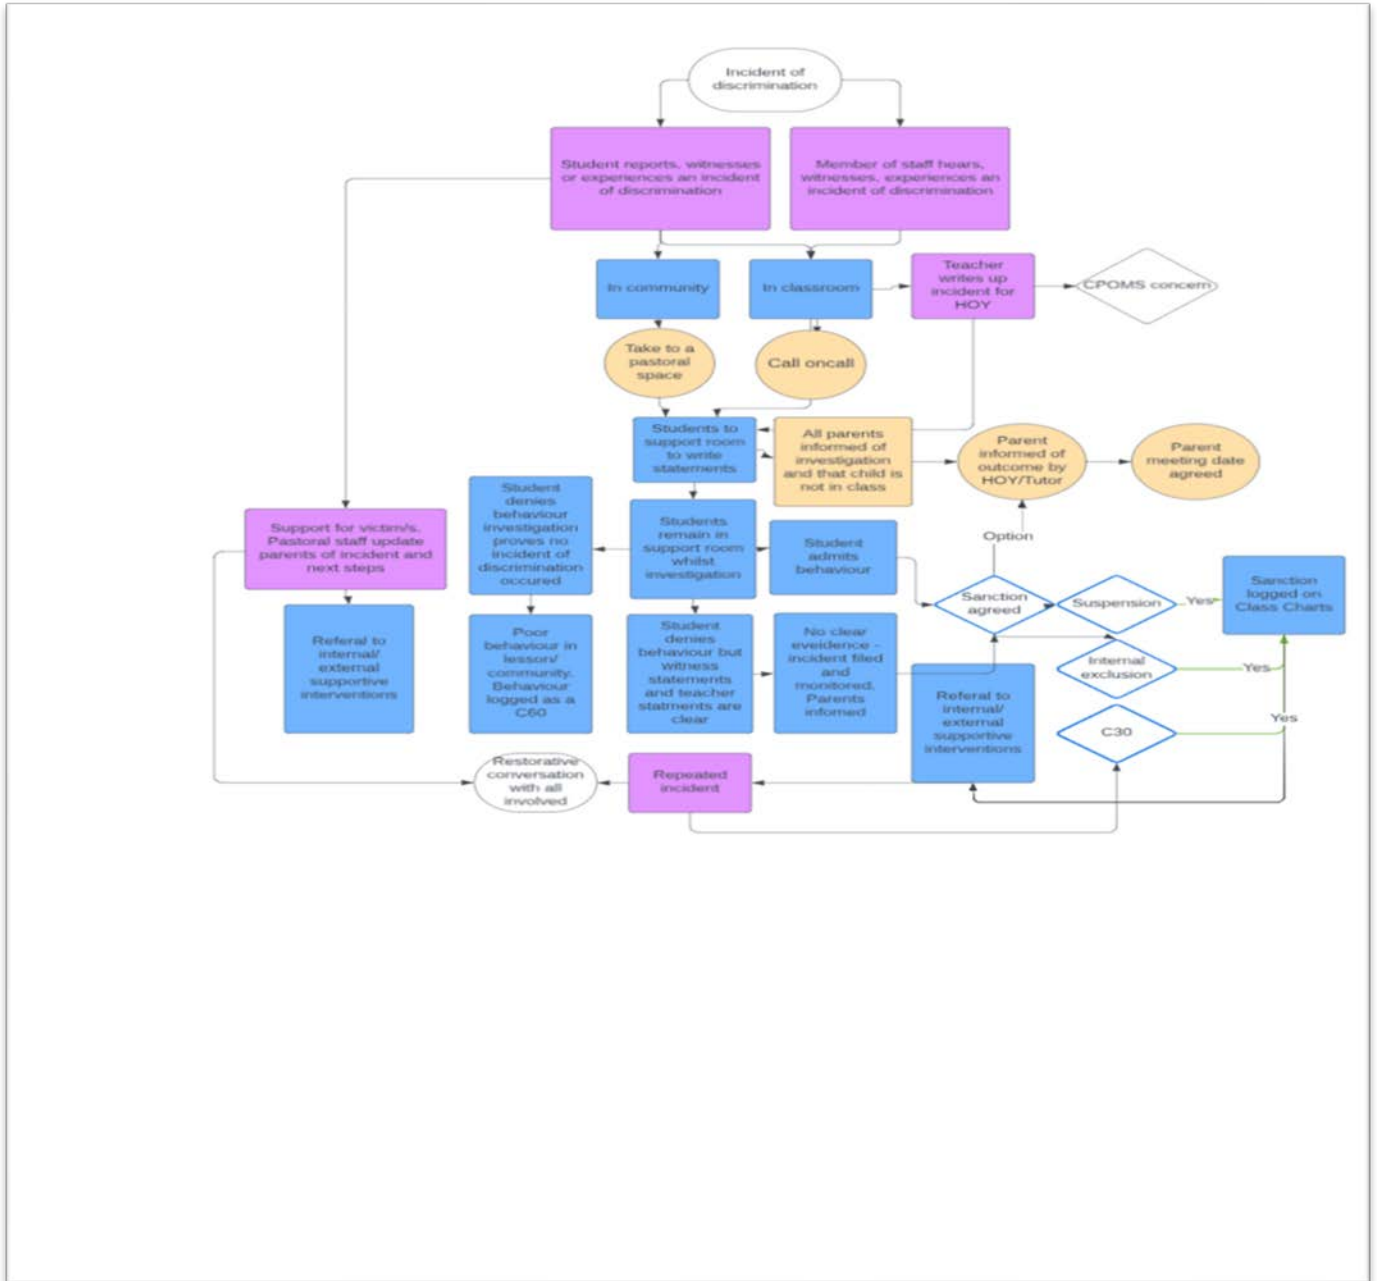 Incident of
discrimination
Student reports, witnesses
or experiences an incident
of discrimination
Member of staff hears,
witnesses, experiences an
incident of discrimination
In community
In classroom
Teacher
writes up
incident for
HOY
CPOMS concern
Take to a
pastoral
space
Call oncall
Students to
support room
to write
statements
All parents
informed of
investigation
and that child is
not in class
Parent
informed of
outcome by
HOY/Tutor
Parent
meeting date
agreed
Support for victim/s.
Pastoral staff update
parents of incident and
next steps
Student
denies
behaviour
investigation
proves no
incident of
discrimination
occured
Students
remain in
support room
whilst
investigation
Student
admits
behaviour
Option
Sanction
agreed
Suspension
Yes
Sanction
logged on
Class Charts
Referal to
internal/
external
supportive
interventions
Poor
behaviour in
lesson/
community.
Behaviour
logged as a
C60
Student
denies
behaviour but
witness
statements
and teacher
statments are
clear
No clear
eveidence -
incident filed
and
monitored.
Parents
infomed
Referal to
internal/
external
supportive
interventions
Internal
exclusion
Yes
C30
Yes
Restorative
conversation
with all
involved
Repeated
incident